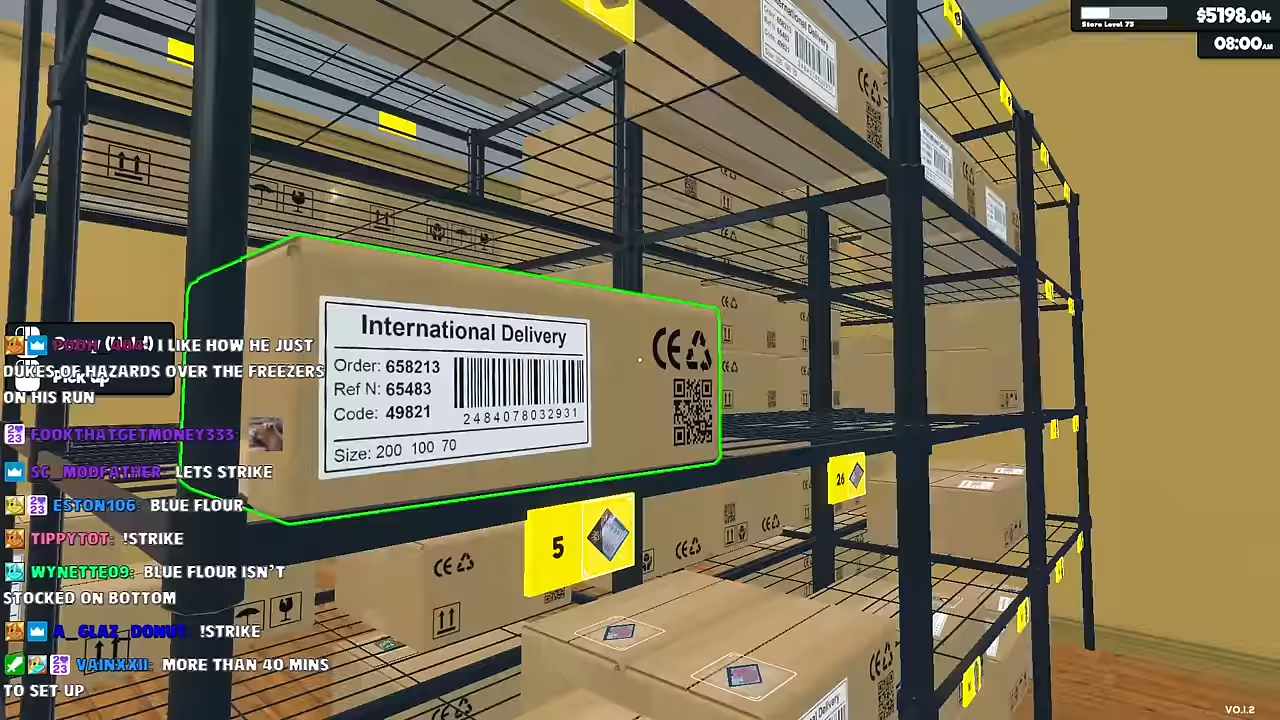 Store Level 73
$5198.04
08:00AM
International Delivery
Order: 658213
Ref N: 65483
Code: 49821
2484078032931
Size: 200 100 70
CE
5
26
Pick up
I LIKE HOW HE JUST
DUKES OF HAZARDS OVER THE FREEZERS
ON HIS RUN
FOOKTHATGETMONEY333
SC_MODFATHER: LETS STRIKE
ESTON106: BLUE FLOUR
TIPPYTOT: !STRIKE
WYNETTE09: BLUE FLOUR ISN'T
STOCKED ON BOTTOM
A_GLAZ_DONUT: !STRIKE
VAINXXII: MORE THAN 40 MINS
TO SET UP
V0.1.2